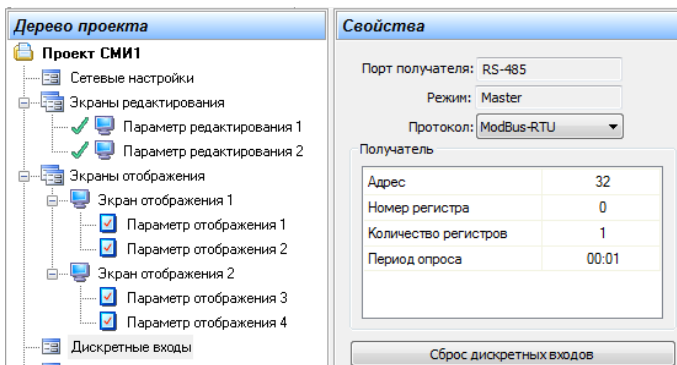 Дерево проекта
Проект СМИ1
Сетевые настройки
Экраны редактирования
Параметр редактирования 1
Параметр редактирования 2
Экраны отображения
Экран отображения 1
Параметр отображения 1
Параметр отображения 2
Экран отображения 2
Параметр отображения 3
Параметр отображения 4
Дискретные входы
Свойства
Порт получателя: RS-485
Режим: Master
Протокол: ModBus-RTU
Получатель
Адрес 32
Номер регистра 0
Количество регистров 1
Период опроса 00:01
Сброс дискретных входов